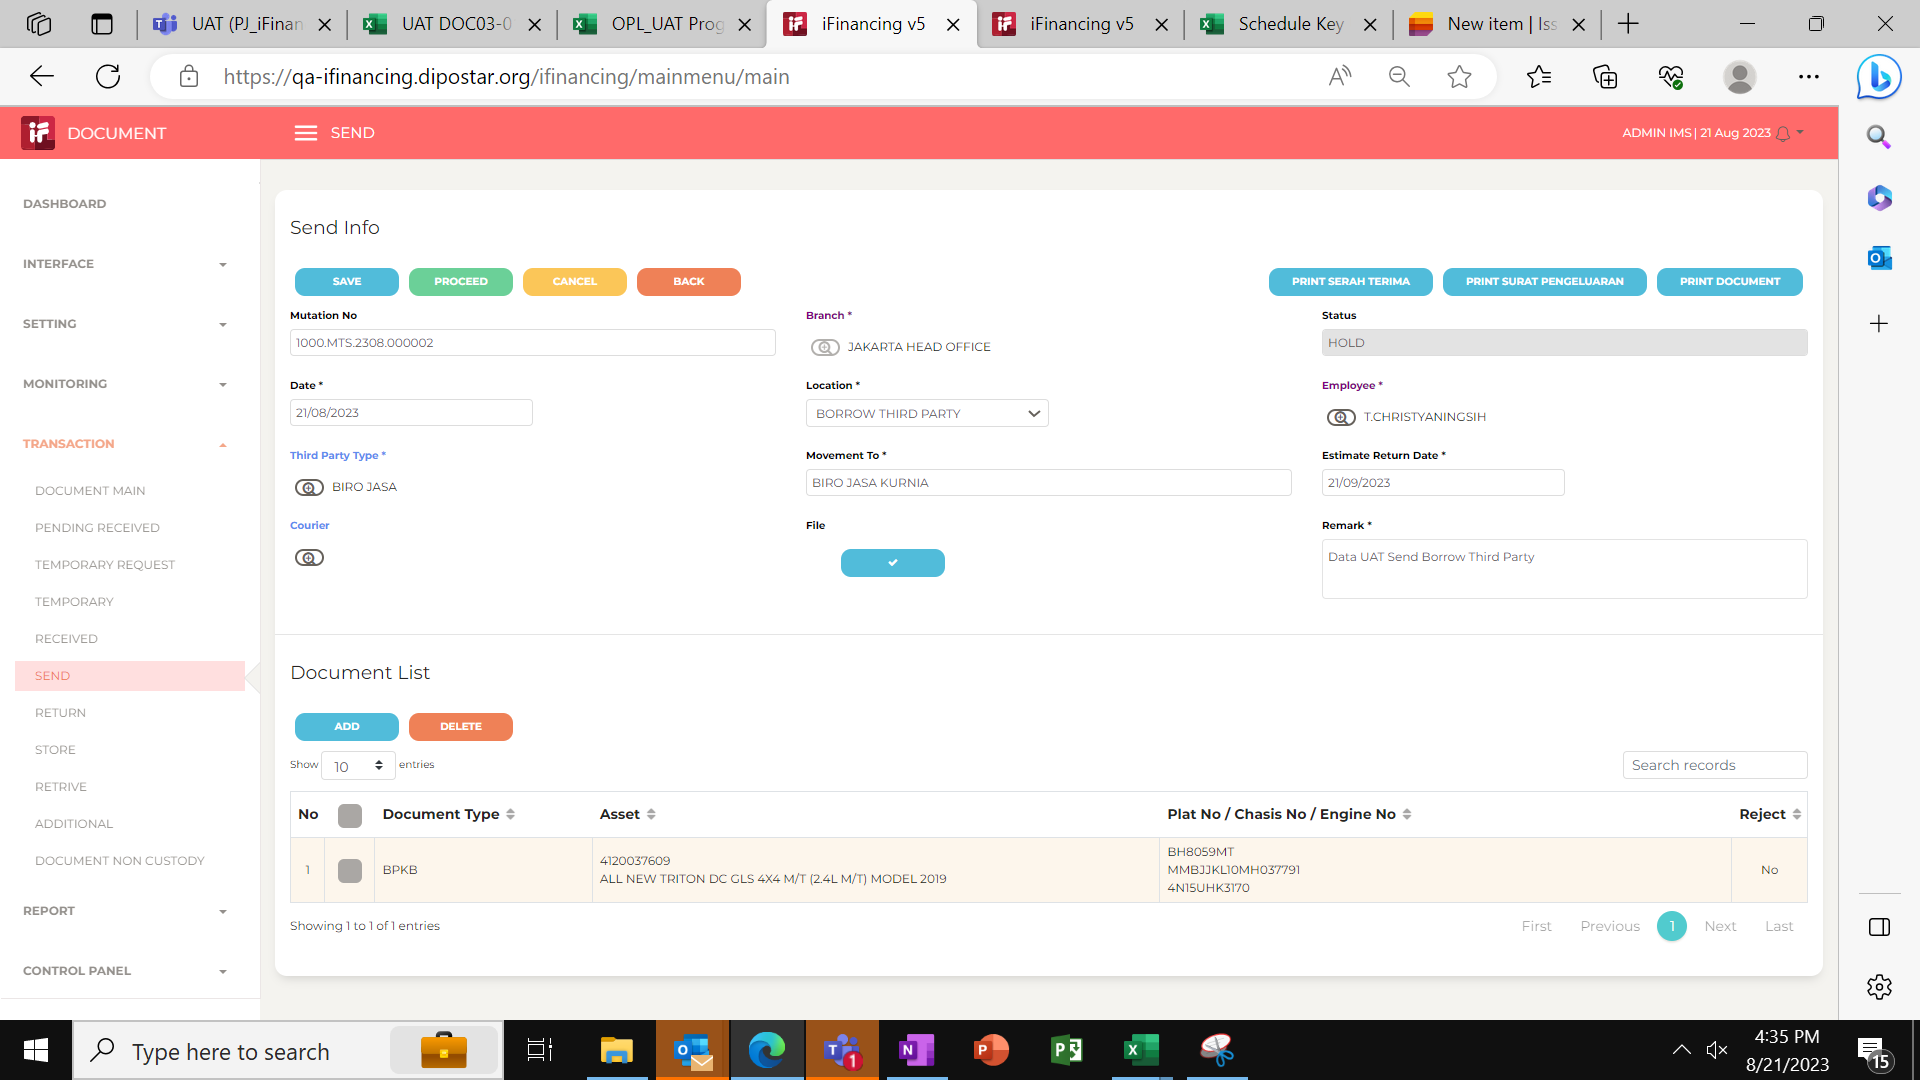 UAT (PJ_iFinan
UAT DOC03-0
OPL_UAT Prog
iFinancing v5
iFinancing v5
Schedule Key
New item | Iss
https://qa-ifinancing.dipostar.org/ifinancing/mainmenu/main
DOCUMENT
SEND
ADMIN IMS | 21 Aug 2023
DASHBOARD
INTERFACE
SETTING
MONITORING
TRANSACTION
DOCUMENT MAIN
PENDING RECEIVED
TEMPORARY REQUEST
TEMPORARY
RECEIVED
SEND
RETURN
STORE
RETRIVE
ADDITIONAL
DOCUMENT NON CUSTODY
REPORT
CONTROL PANEL
Send Info
SAVE PROCEED CANCEL BACK PRINT SERAH TERIMA PRINT SURAT PENGELUARAN PRINT DOCUMENT
Mutation No Branch * Status
1000.MTS.2308.000002 JAKARTA HEAD OFFICE HOLD
Date * Location * Employee *
21/08/2023 BORROW THIRD PARTY T.CHRISTYANINGSIH
Third Party Type * Movement To * Estimate Return Date *
BIRO JASA BIRO JASA KURNIA 21/09/2023
Courier File Remark *
Data UAT Send Borrow Third Party
Document List
ADD DELETE
Show 10 entries Search records
No Document Type Asset Plat No / Chasis No / Engine No Reject
1 BPKB 4120037609
ALL NEW TRITON DC GLS 4X4 M/T (2.4L M/T) MODEL 2019
BH8059MT
MMBJJKL10MH037791
4N15UHK3170
No
Showing 1 to 1 of 1 entries First Previous 1 Next Last
Type here to search
1
4:35 PM
8/21/2023
15